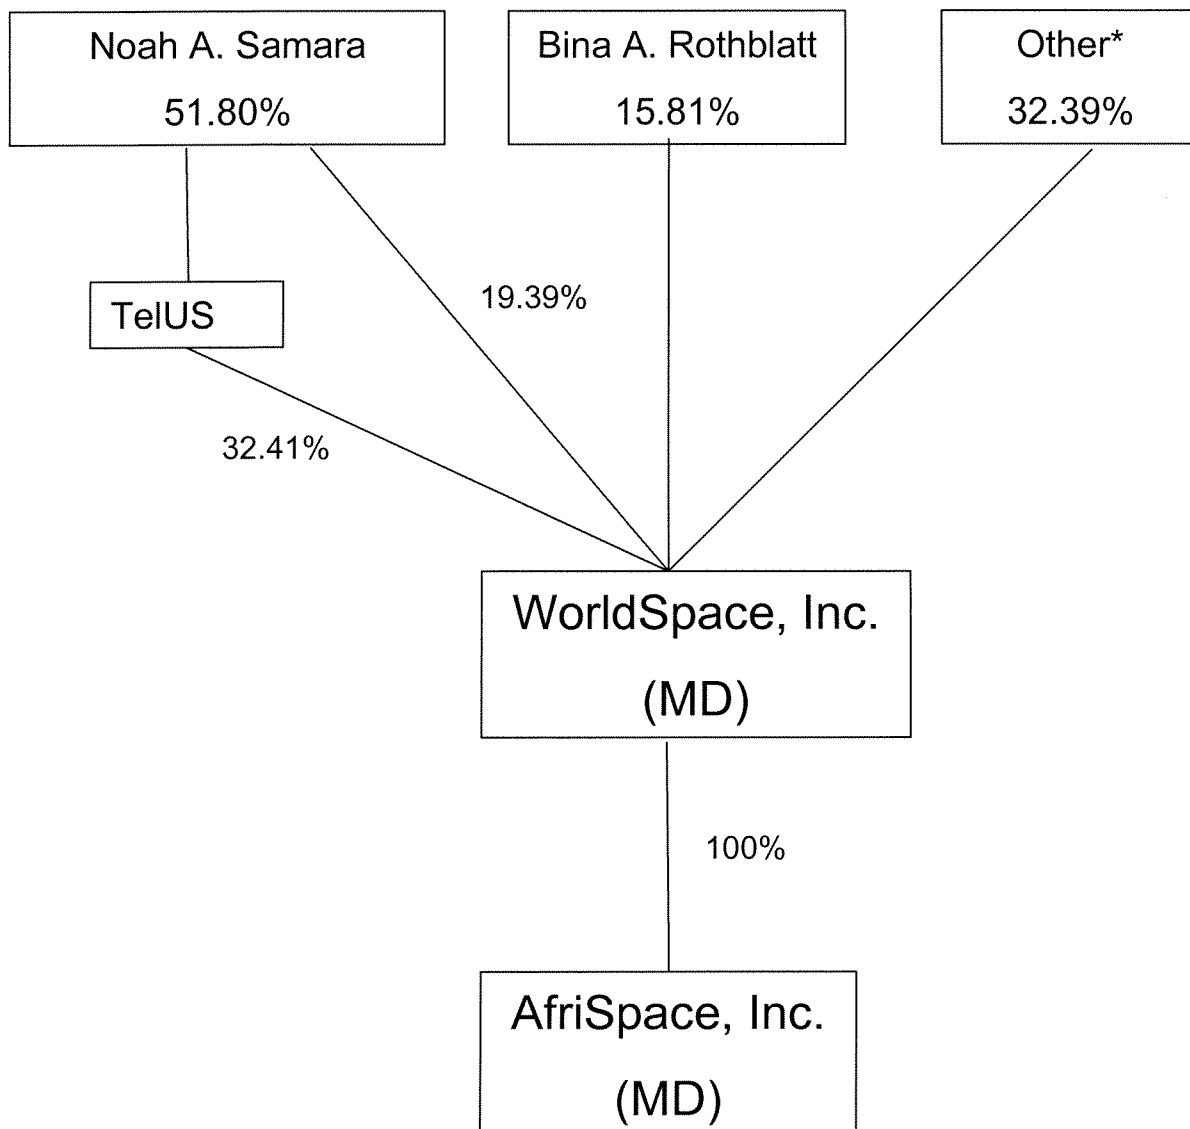 Noah A. Samara
51.80%
Bina A. Rothblatt
15.81%
Other*
32.39%
TelUS
19.39%
32.41%
WorldSpace, Inc.
(MD)
100%
AfriSpace, Inc.
(MD)